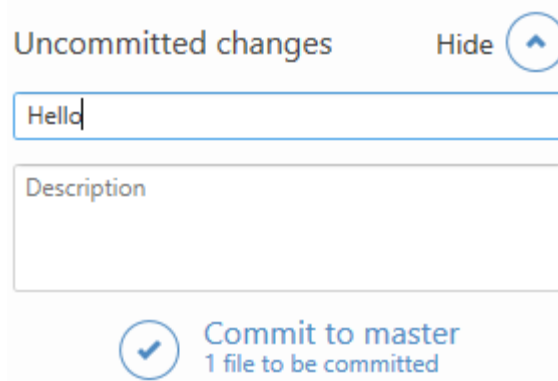 Uncommitted changes Hide
Hello
Description
Commit to master
1 file to be committed